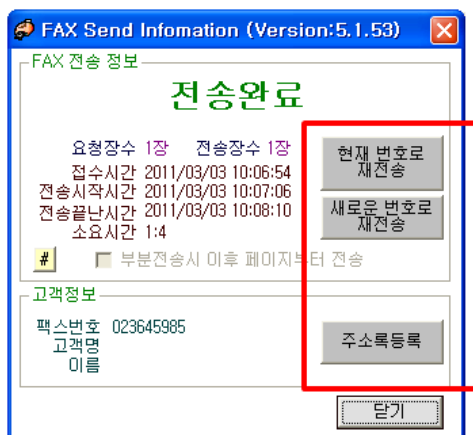 FAX Send Infomation (Version:5.1.53)
FAX 전송 정보
전송완료
요청장수 1장 전송장수 1장
접수시간 2011/03/03 10:06:54
전송시작시간 2011/03/03 10:07:06
전송끝난시간 2011/03/03 10:08:10
소요시간 1:4
현재 번호로
재전송
새로운 번호로
재전송
# 부분전송시 이후 페이지부터 전송
고객정보
팩스번호 023645985
고객명
이름
주소록등록
닫기